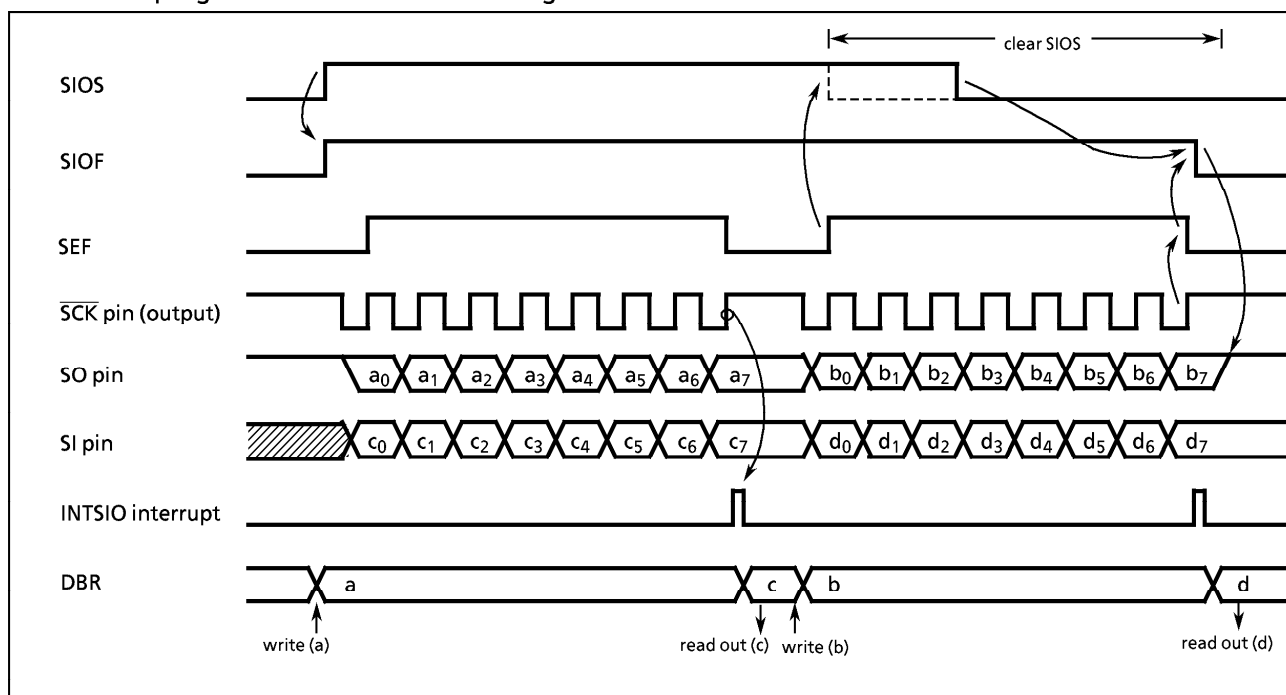 clear SIOS
SIOS
SIOF
SEF
SCK pin (output)
SO pin a0 a1 a2 a3 a4 a5 a6 a7 b0 b1 b2 b3 b4 b5 b6 b7
SI pin c0 c1 c2 c3 c4 c5 c6 c7 d0 d1 d2 d3 d4 d5 d6 d7
INTSIO interrupt
DBR a c b d
write (a) read out (c) write (b) read out (d)